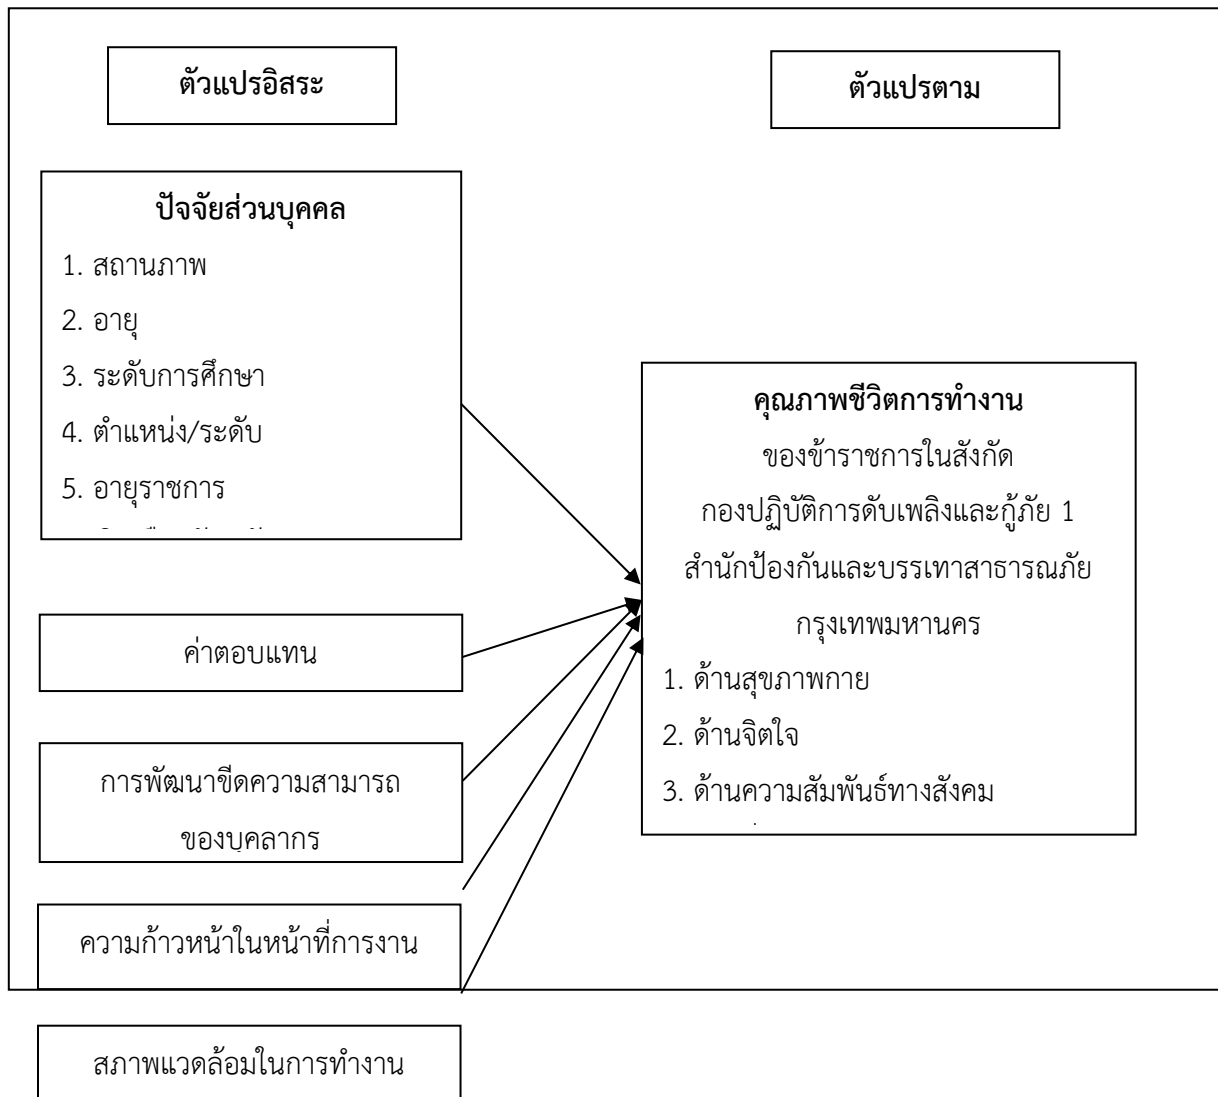 ตัวแปรอิสระ
ตัวแปรตาม
ปัจจัยส่วนบุคคล
1. สถานภาพ
2. อายุ
3. ระดับการศึกษา
4. ตำแหน่ง/ระดับ
5. อายุราชการ
ค่าตอบแทน
การพัฒนาขีดความสามารถ
ของบุคลากร
ความก้าวหน้าในหน้าที่การงาน
สภาพแวดล้อมในการทำงาน
คุณภาพชีวิตการทำงาน
ของข้าราชการในสังกัด
กองปฏิบัติการดับเพลิงและกู้ภัย 1
สำนักป้องกันและบรรเทาสาธารณภัย
กรุงเทพมหานคร
1. ด้านสุขภาพกาย
2. ด้านจิตใจ
3. ด้านความสัมพันธ์ทางสังคม